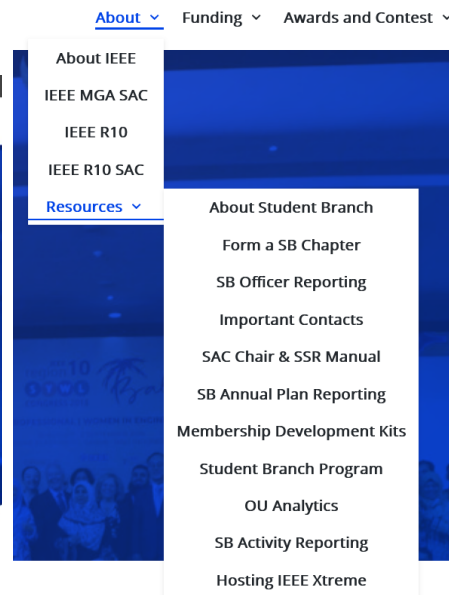 About
Funding
Awards and Contest
About IEEE
IEEE MGA SAC
IEEE R10
IEEE R10 SAC
Resources
About Student Branch
Form a SB Chapter
SB Officer Reporting
Important Contacts
SAC Chair & SSR Manual
SB Annual Plan Reporting
Membership Development Kits
Student Branch Program
OU Analytics
SB Activity Reporting
Hosting IEEE Xtreme
10